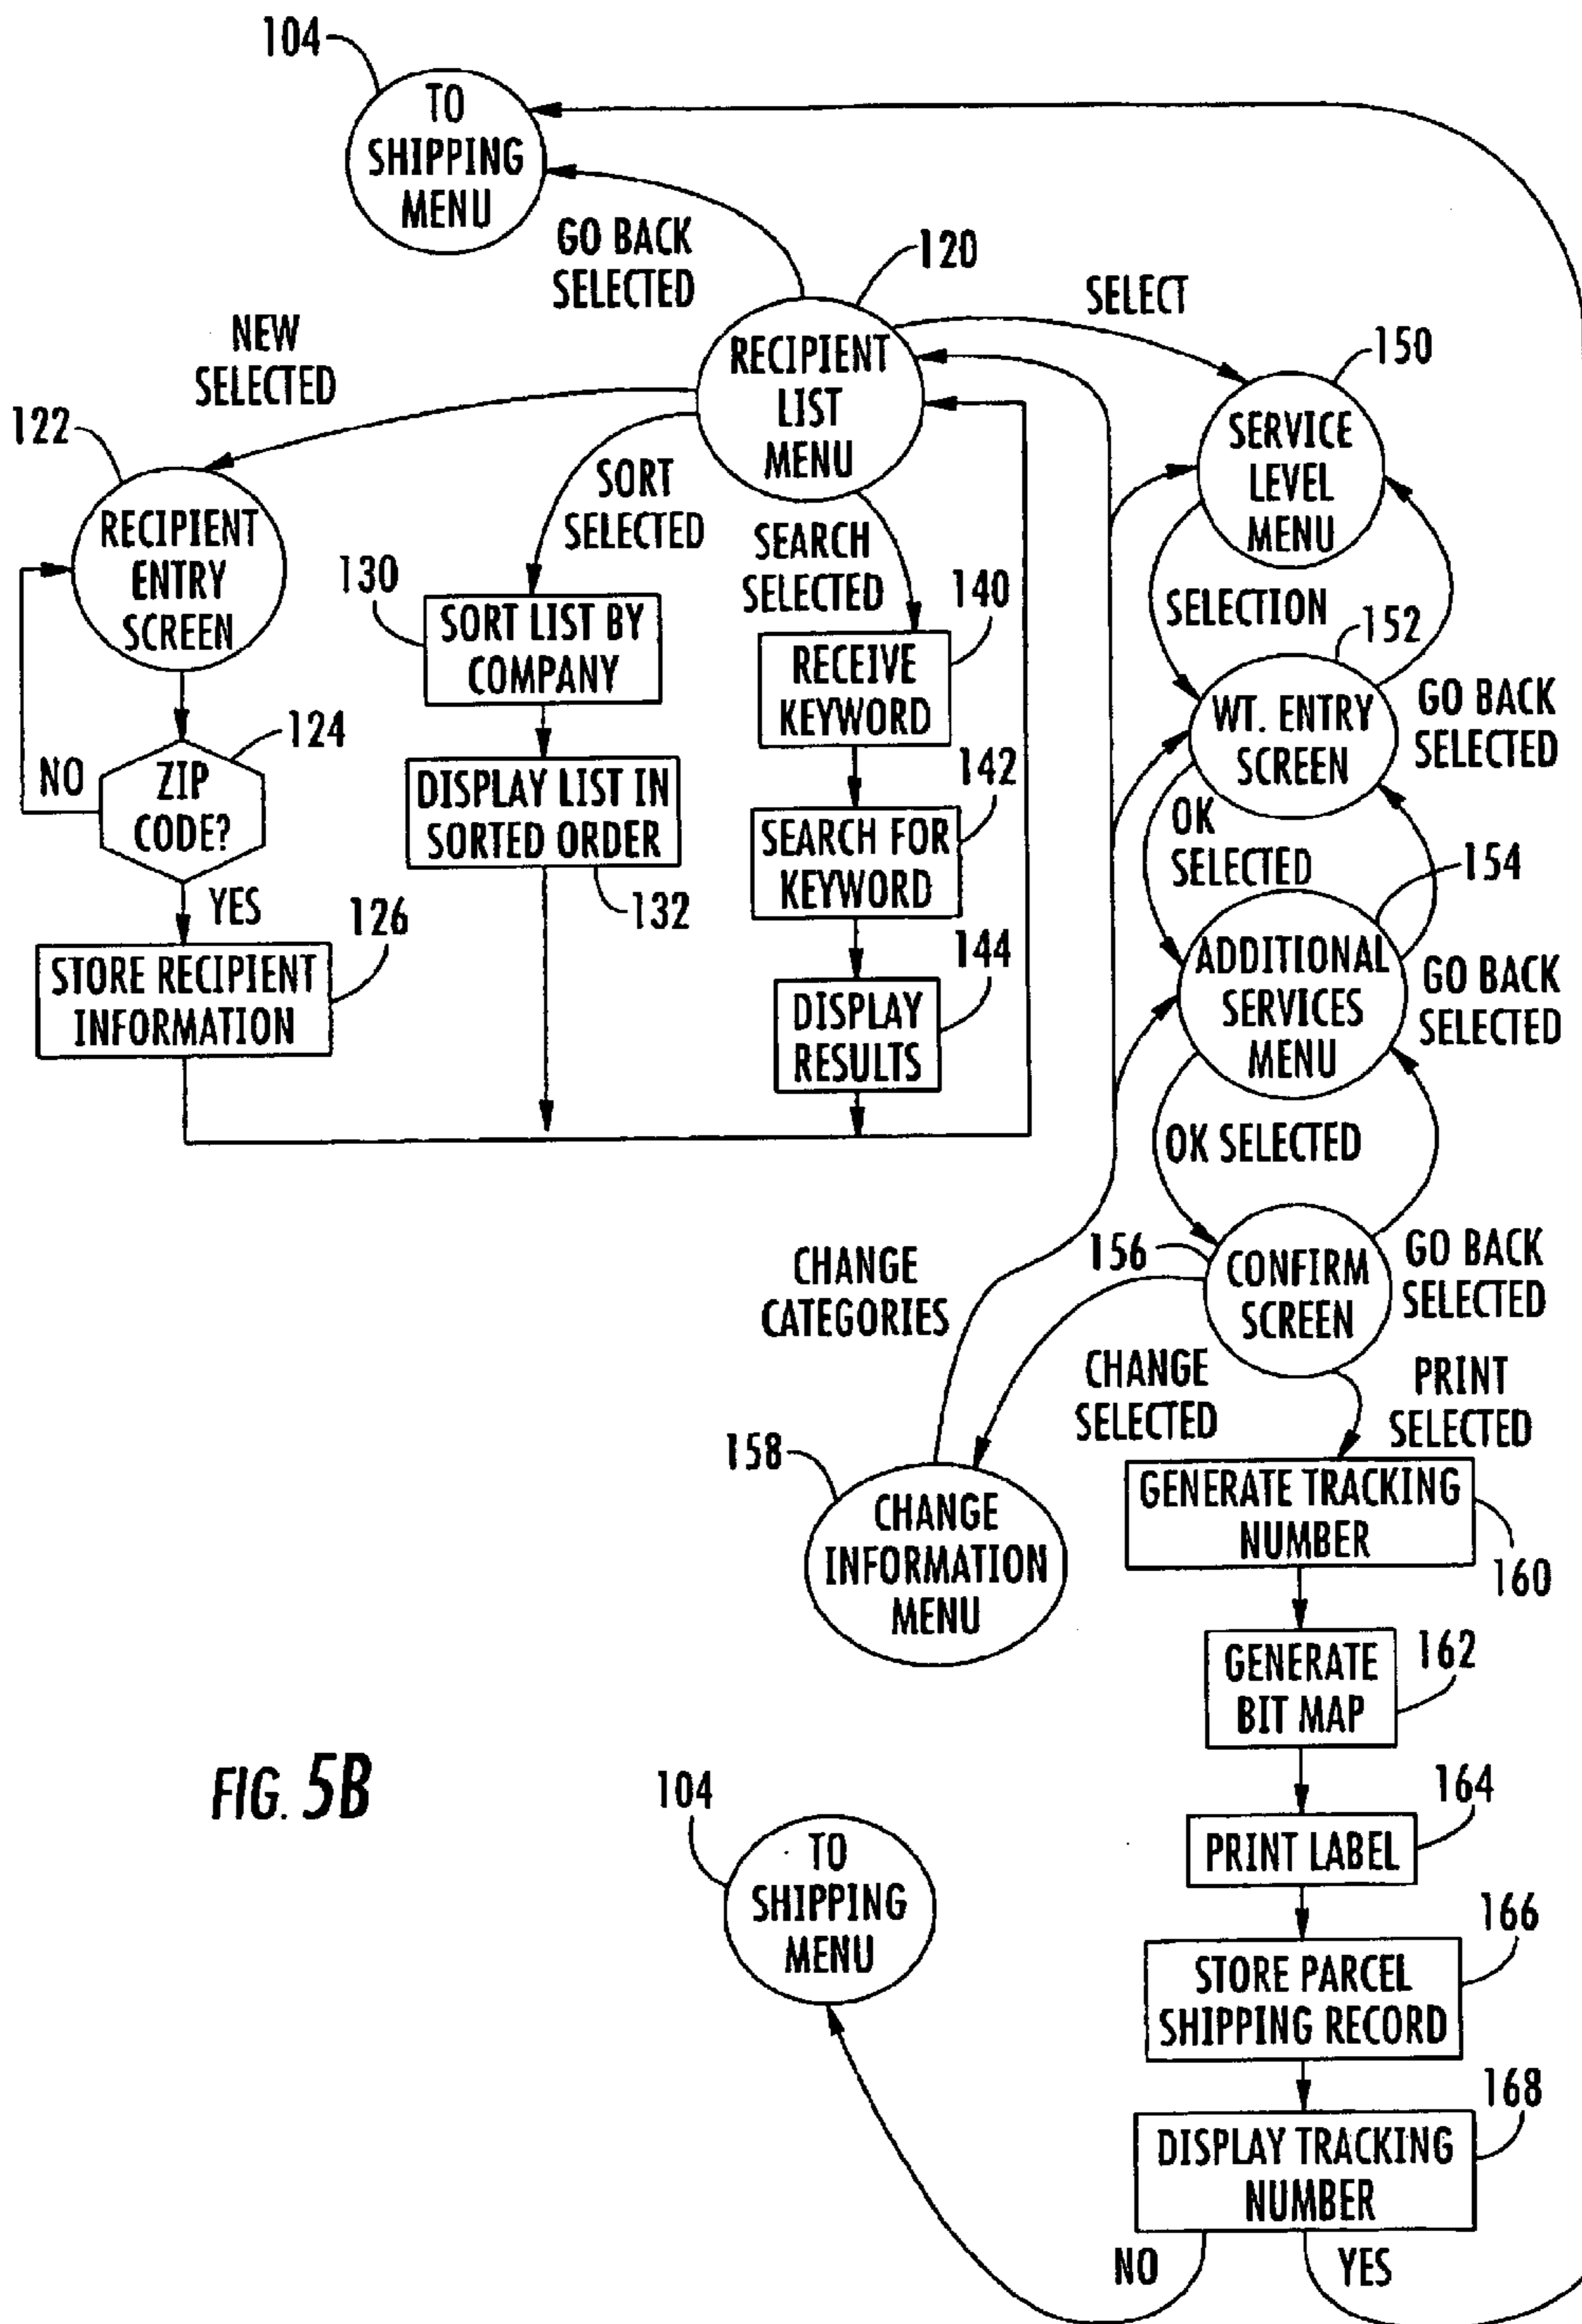 104
TO
SHIPPING
MENU
GO BACK
SELECTED
120
RECIPIENT
LIST
MENU
SELECT
150
SERVICE
LEVEL
MENU
NEW
SELECTED
122
RECIPIENT
ENTRY
SCREEN
NO
124
ZIP
CODE?
YES
126
STORE RECIPIENT
INFORMATION
SORT
SELECTED
130
SORT LIST BY
COMPANY
DISPLAY LIST IN
SORTED ORDER
132
SEARCH
SELECTED
140
RECEIVE
KEYWORD
142
SEARCH FOR
KEYWORD
144
DISPLAY
RESULTS
SELECTION
152
WT. ENTRY
SCREEN
GO BACK
SELECTED
OK
SELECTED
154
ADDITIONAL
SERVICES
MENU
GO BACK
SELECTED
OK SELECTED
156
CONFIRM
SCREEN
GO BACK
SELECTED
CHANGE
CATEGORIES
CHANGE
SELECTED
PRINT
SELECTED
158
CHANGE
INFORMATION
MENU
GENERATE TRACKING
NUMBER
160
GENERATE
BIT MAP
162
164
PRINT LABEL
166
STORE PARCEL
SHIPPING RECORD
168
DISPLAY TRACKING
NUMBER
NO
YES
104
TO
SHIPPING
MENU
FIG. 5B